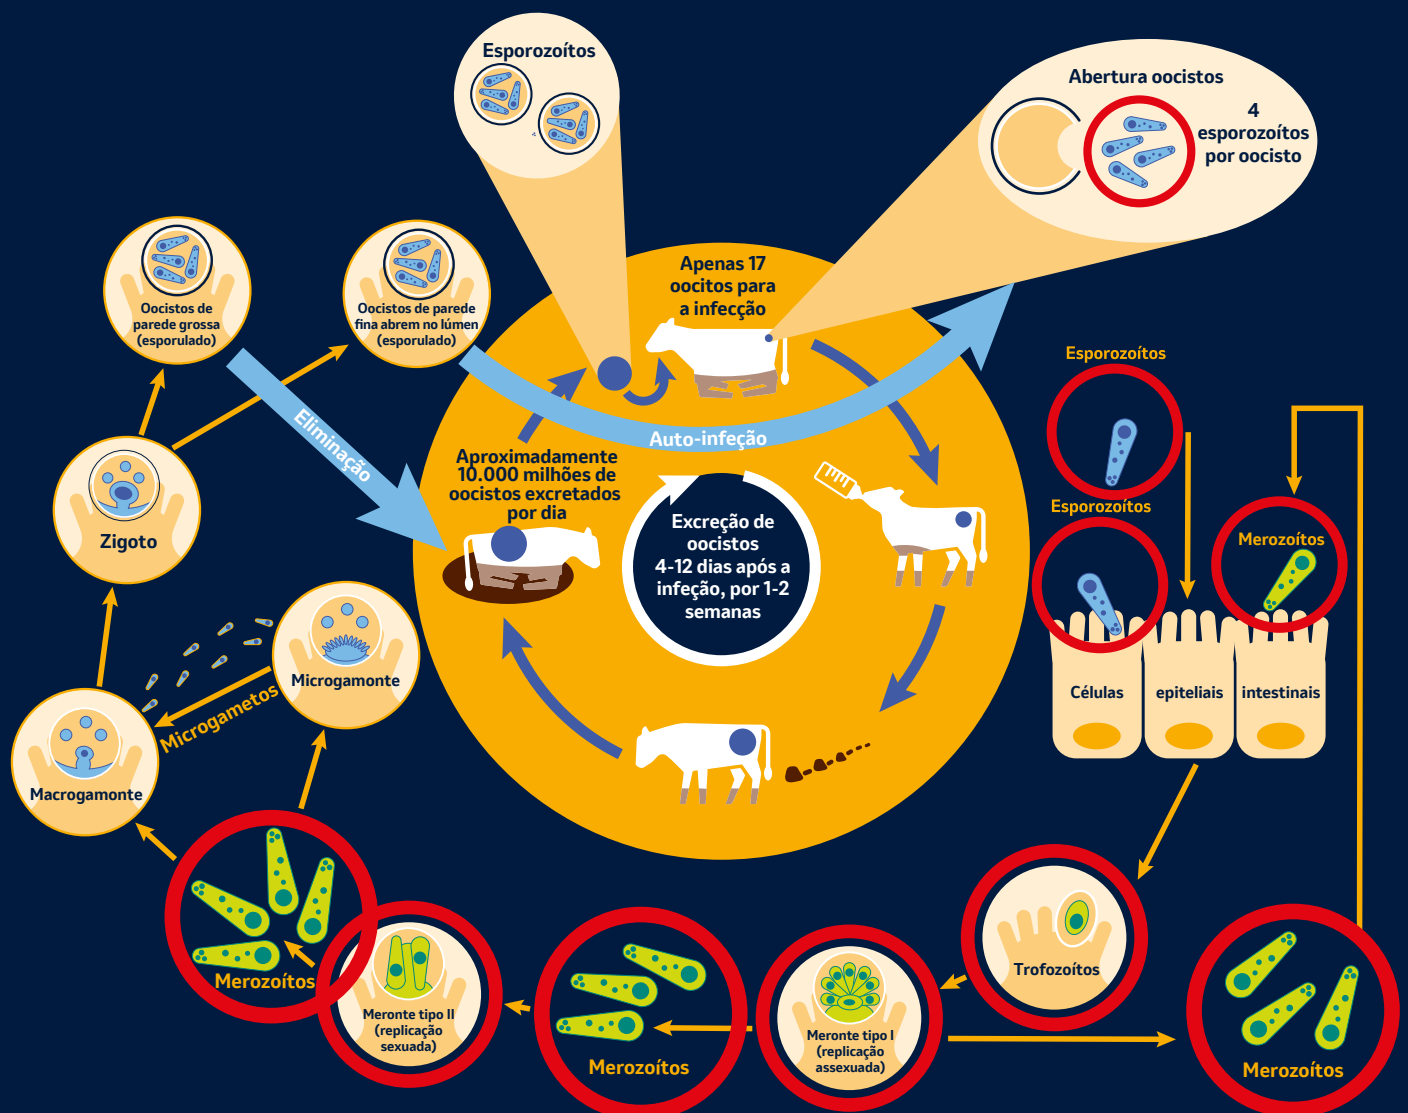 Esporozoítos
Abertura oocistos
4
esporozoítos
por oocisto
Oocistos de
parede grossa
(esporulado)
Oocistos de parede
fina abrem no lúmen
(esporulado)
Apenas 17
oocitos para
a infecção
Eliminação
Auto-infeção
Aproximadamente
10.000 milhões de
oocistos excretados
por dia
Excreção de
oocistos
4-12 dias após a
infeção, por 1-2
semanas
Esporozoítos
Esporozoítos
Merozoítos
Zigoto
Microgamonte
Microgametos
Macrogamonte
Células
epiteliais
intestinais
Merozoítos
Meronte tipo II
(replicação
sexuada)
Merozoítos
Meronte tipo I
(replicação
assexuada)
Trofozoítos
Merozoítos